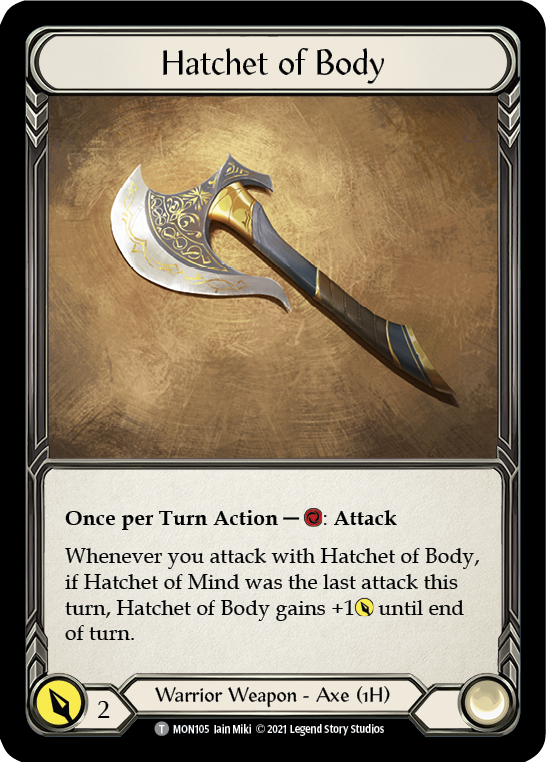 Hatchet of Body
Once per Turn Action — : Attack
Whenever you attack with Hatchet of Body,
if Hatchet of Mind was the last attack this
turn, Hatchet of Body gains +1 until end
of turn.
2
Warrior Weapon - Axe (1H)
T MON105 Iain Miki © 2021 Legend Story Studios